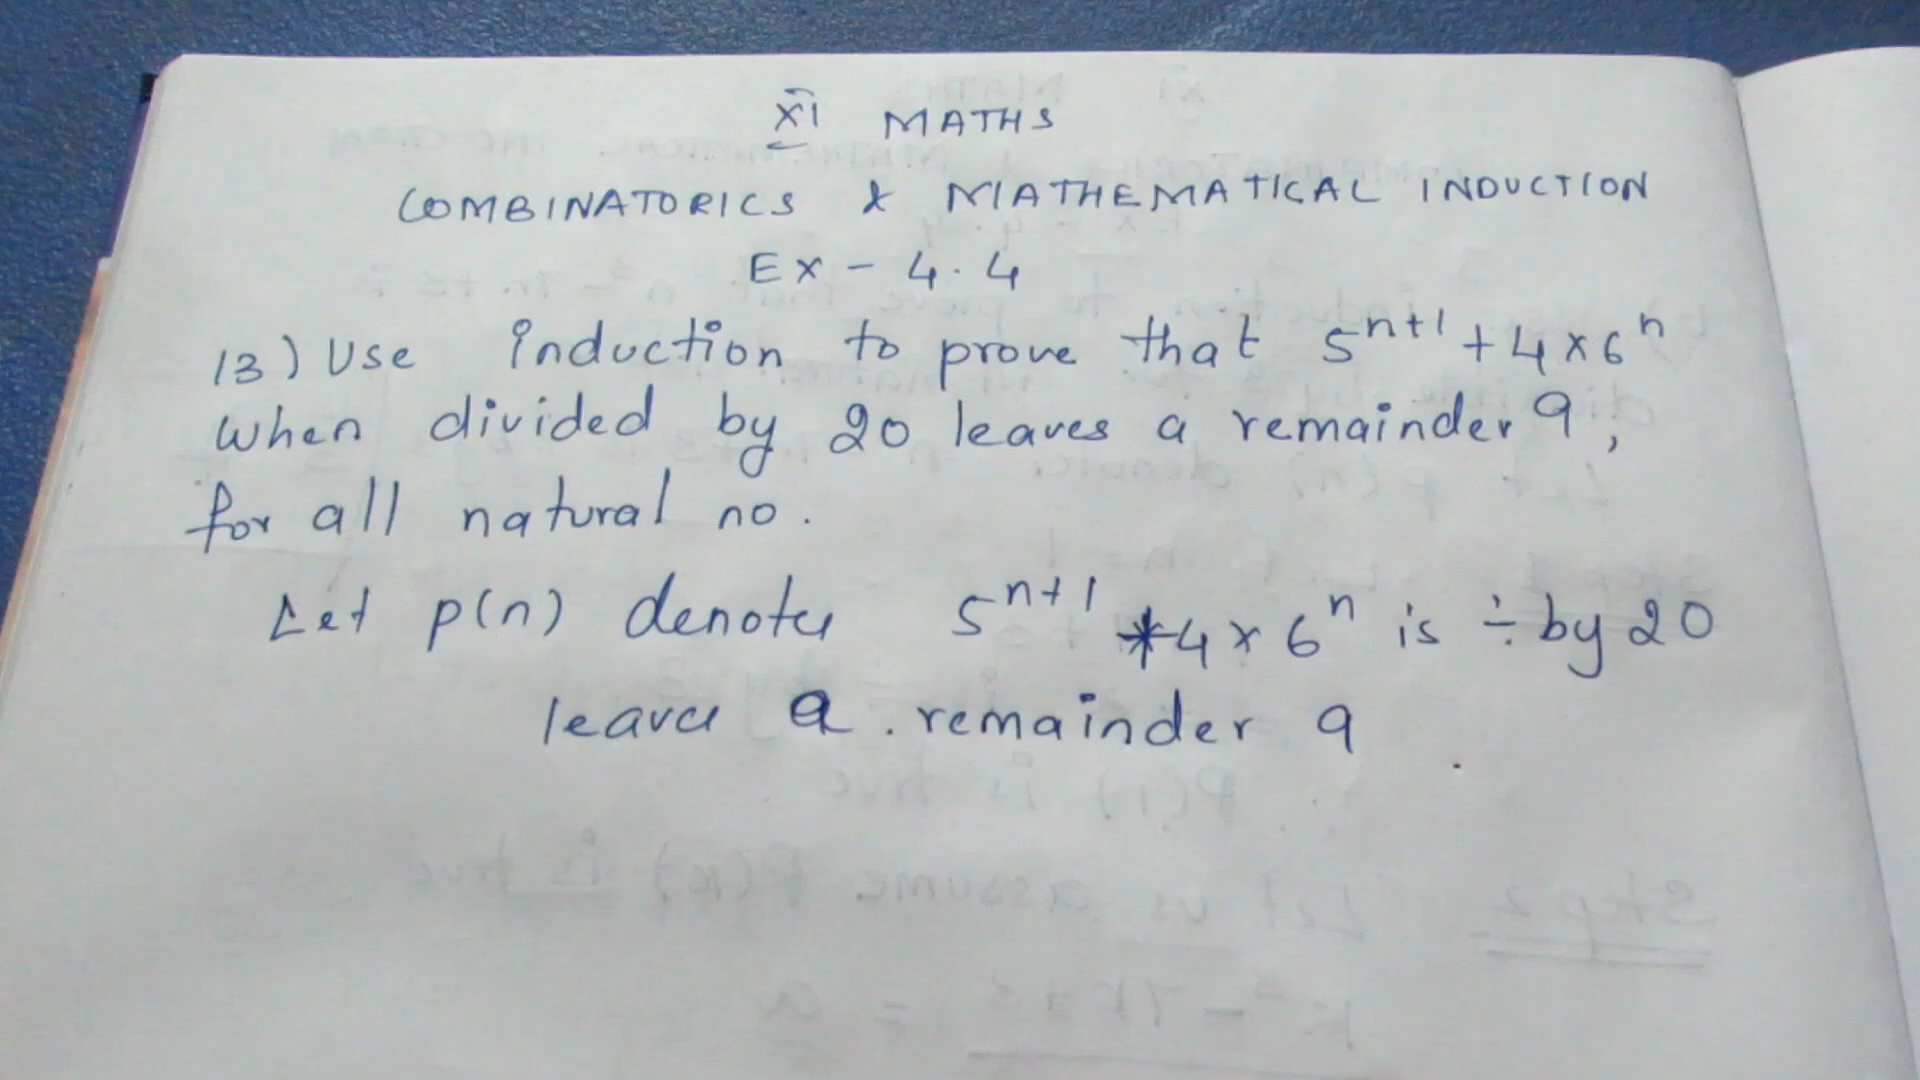 XI MATHS
COMBINATORICS & MATHEMATICAL INDUCTION
Ex - 4.4
13) Use induction to prove that 5^{n+1} + 4 × 6^n
when divided by 20 leaves a remainder 9,
for all natural no.
Let p(n) denotes 5^{n+1} + 4 × 6^n is ÷ by 20
leaves a remainder 9